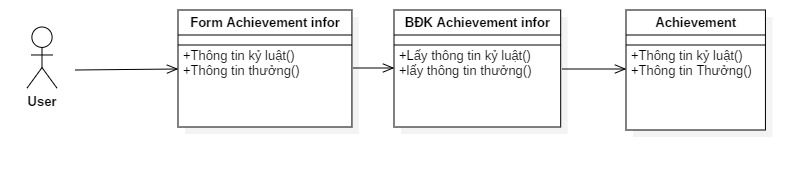 User
Form Achievement infor
+Thông tin kỷ luật()
+Thông tin thưởng()
BĐK Achievement infor
+Lấy thông tin kỷ luật()
+lấy thông tin thưởng()
Achievement
+Thông tin kỷ luật()
+Thông tin Thưởng()